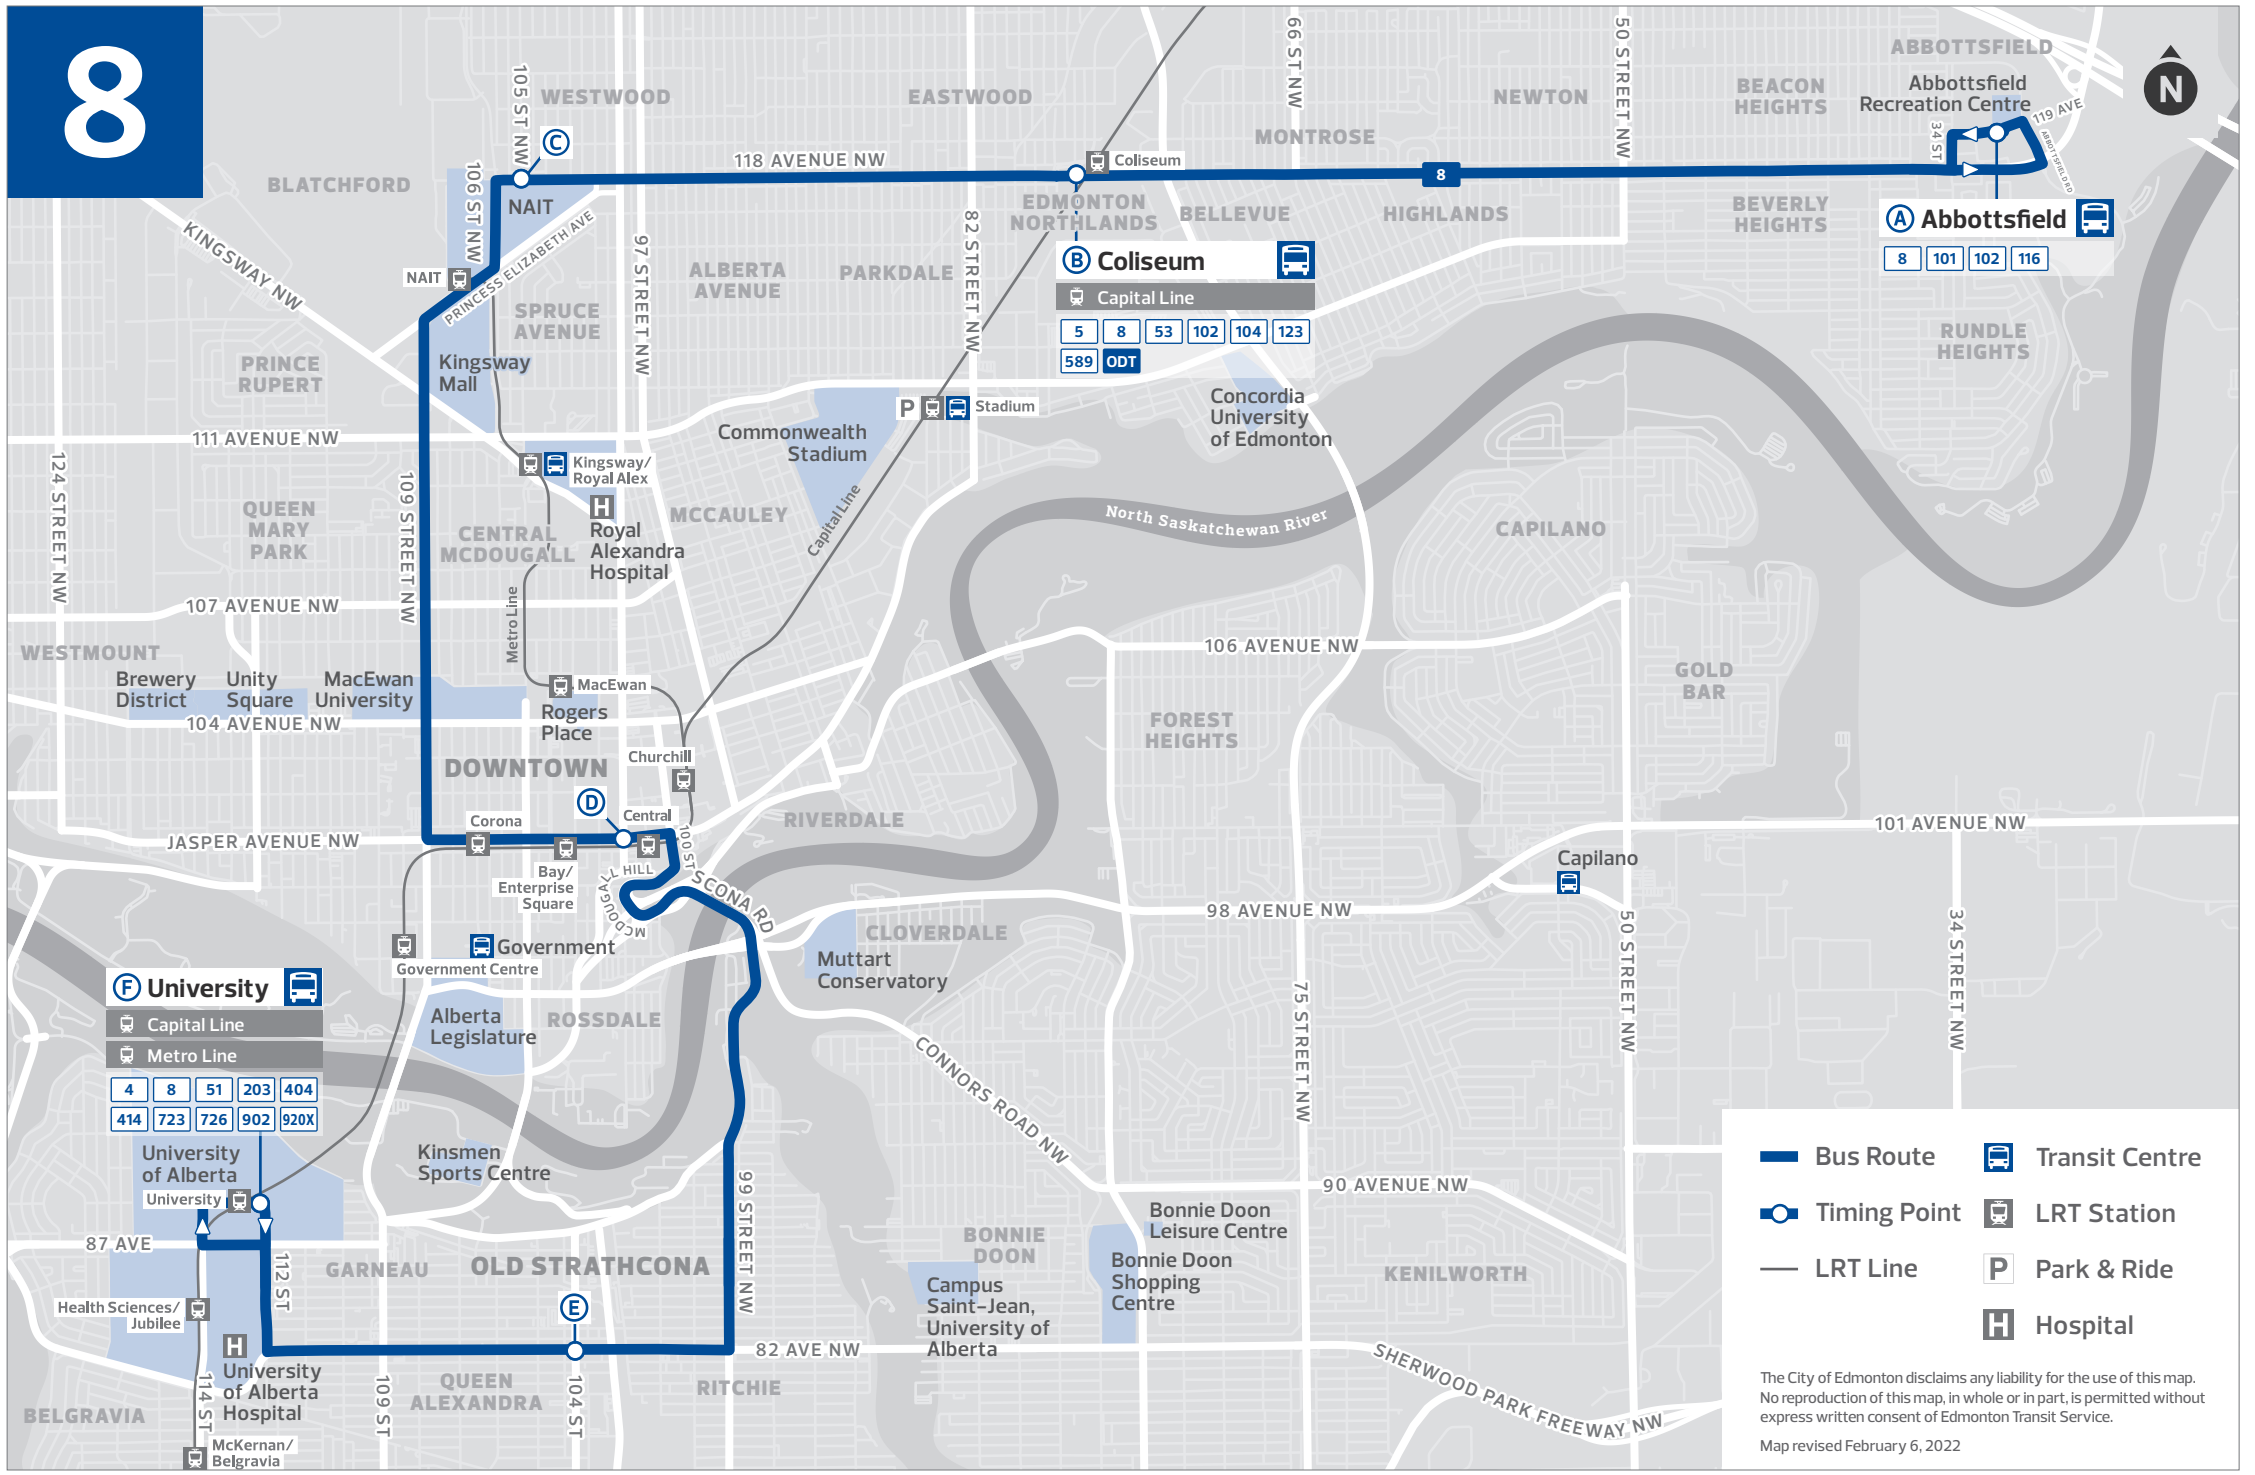 8
105 ST NW
WESTWOOD
EASTWOOD
66 ST NW
NEWTON
50 STREET NW
BEACON
HEIGHTS
ABBOTTSFIELD
Abbottsfield
Recreation Centre
119 AVE
34 ST
ABBOTTSFIELD RD
N
C
118 AVENUE NW
Coliseum
MONTROSE
8
BLATCHFORD
106 ST NW
NAIT
EDMONTON
NORTHLANDS
BELLEVUE
HIGHLANDS
BEVERLY
HEIGHTS
A Abbottsfield
8 101 102 116
KINGSWAY NW
NAIT
PRINCESS ELIZABETH AVE
97 STREET NW
82 STREET NW
ALBERTA
AVENUE
PARKDALE
B Coliseum
Capital Line
5 8 53 102 104 123
589 ODT
SPRUCE
AVENUE
RUNDLE
HEIGHTS
PRINCE
RUPERT
Kingsway
Mall
Concordia
University
of Edmonton
P
Stadium
Commonwealth
Stadium
111 AVENUE NW
124 STREET NW
109 STREET NW
Kingsway/
Royal Alex
H
Royal
Alexandra
Hospital
QUEEN
MARY
PARK
CENTRAL
MCDOUGALL
MCCAULEY
Capital Line
North Saskatchewan River
CAPILANO
107 AVENUE NW
Metro Line
106 AVENUE NW
WESTMOUNT
Brewery
District
Unity
Square
MacEwan
University
MacEwan
Rogers
Place
104 AVENUE NW
GOLD
BAR
FOREST
HEIGHTS
Churchill
DOWNTOWN
D
Central
Corona
100 ST
RIVERDALE
JASPER AVENUE NW
101 AVENUE NW
Bay/
Enterprise
Square
MCDOUGALL HILL
SCONA RD
Capilano
98 AVENUE NW
50 STREET NW
34 STREET NW
CLOVERDALE
Muttart
Conservatory
Government
Government Centre
F University
Capital Line
Metro Line
4 8 51 203 404
414 723 726 902 920X
Alberta
Legislature
ROSSDALE
75 STREET NW
CONNORS ROAD NW
University
of Alberta
University
Kinsmen
Sports Centre
99 STREET NW
90 AVENUE NW
87 AVE
112 ST
GARNEAU
OLD STRATHCONA
BONNIE
DOON
Bonnie Doon
Leisure Centre
Bonnie Doon
Shopping
Centre
KENILWORTH
Campus
Saint-Jean,
University of
Alberta
Health Sciences/
Jubilee
H
University
of Alberta
Hospital
E
82 AVE NW
SHERWOOD PARK FREEWAY NW
114 ST
109 ST
QUEEN
ALEXANDRA
104 ST
RITCHIE
BELGRAVIA
McKernan/
Belgravia
Bus Route
Transit Centre
Timing Point
LRT Station
LRT Line
P Park & Ride
H Hospital
The City of Edmonton disclaims any liability for the use of this map.
No reproduction of this map, in whole or in part, is permitted without
express written consent of Edmonton Transit Service.
Map revised February 6, 2022